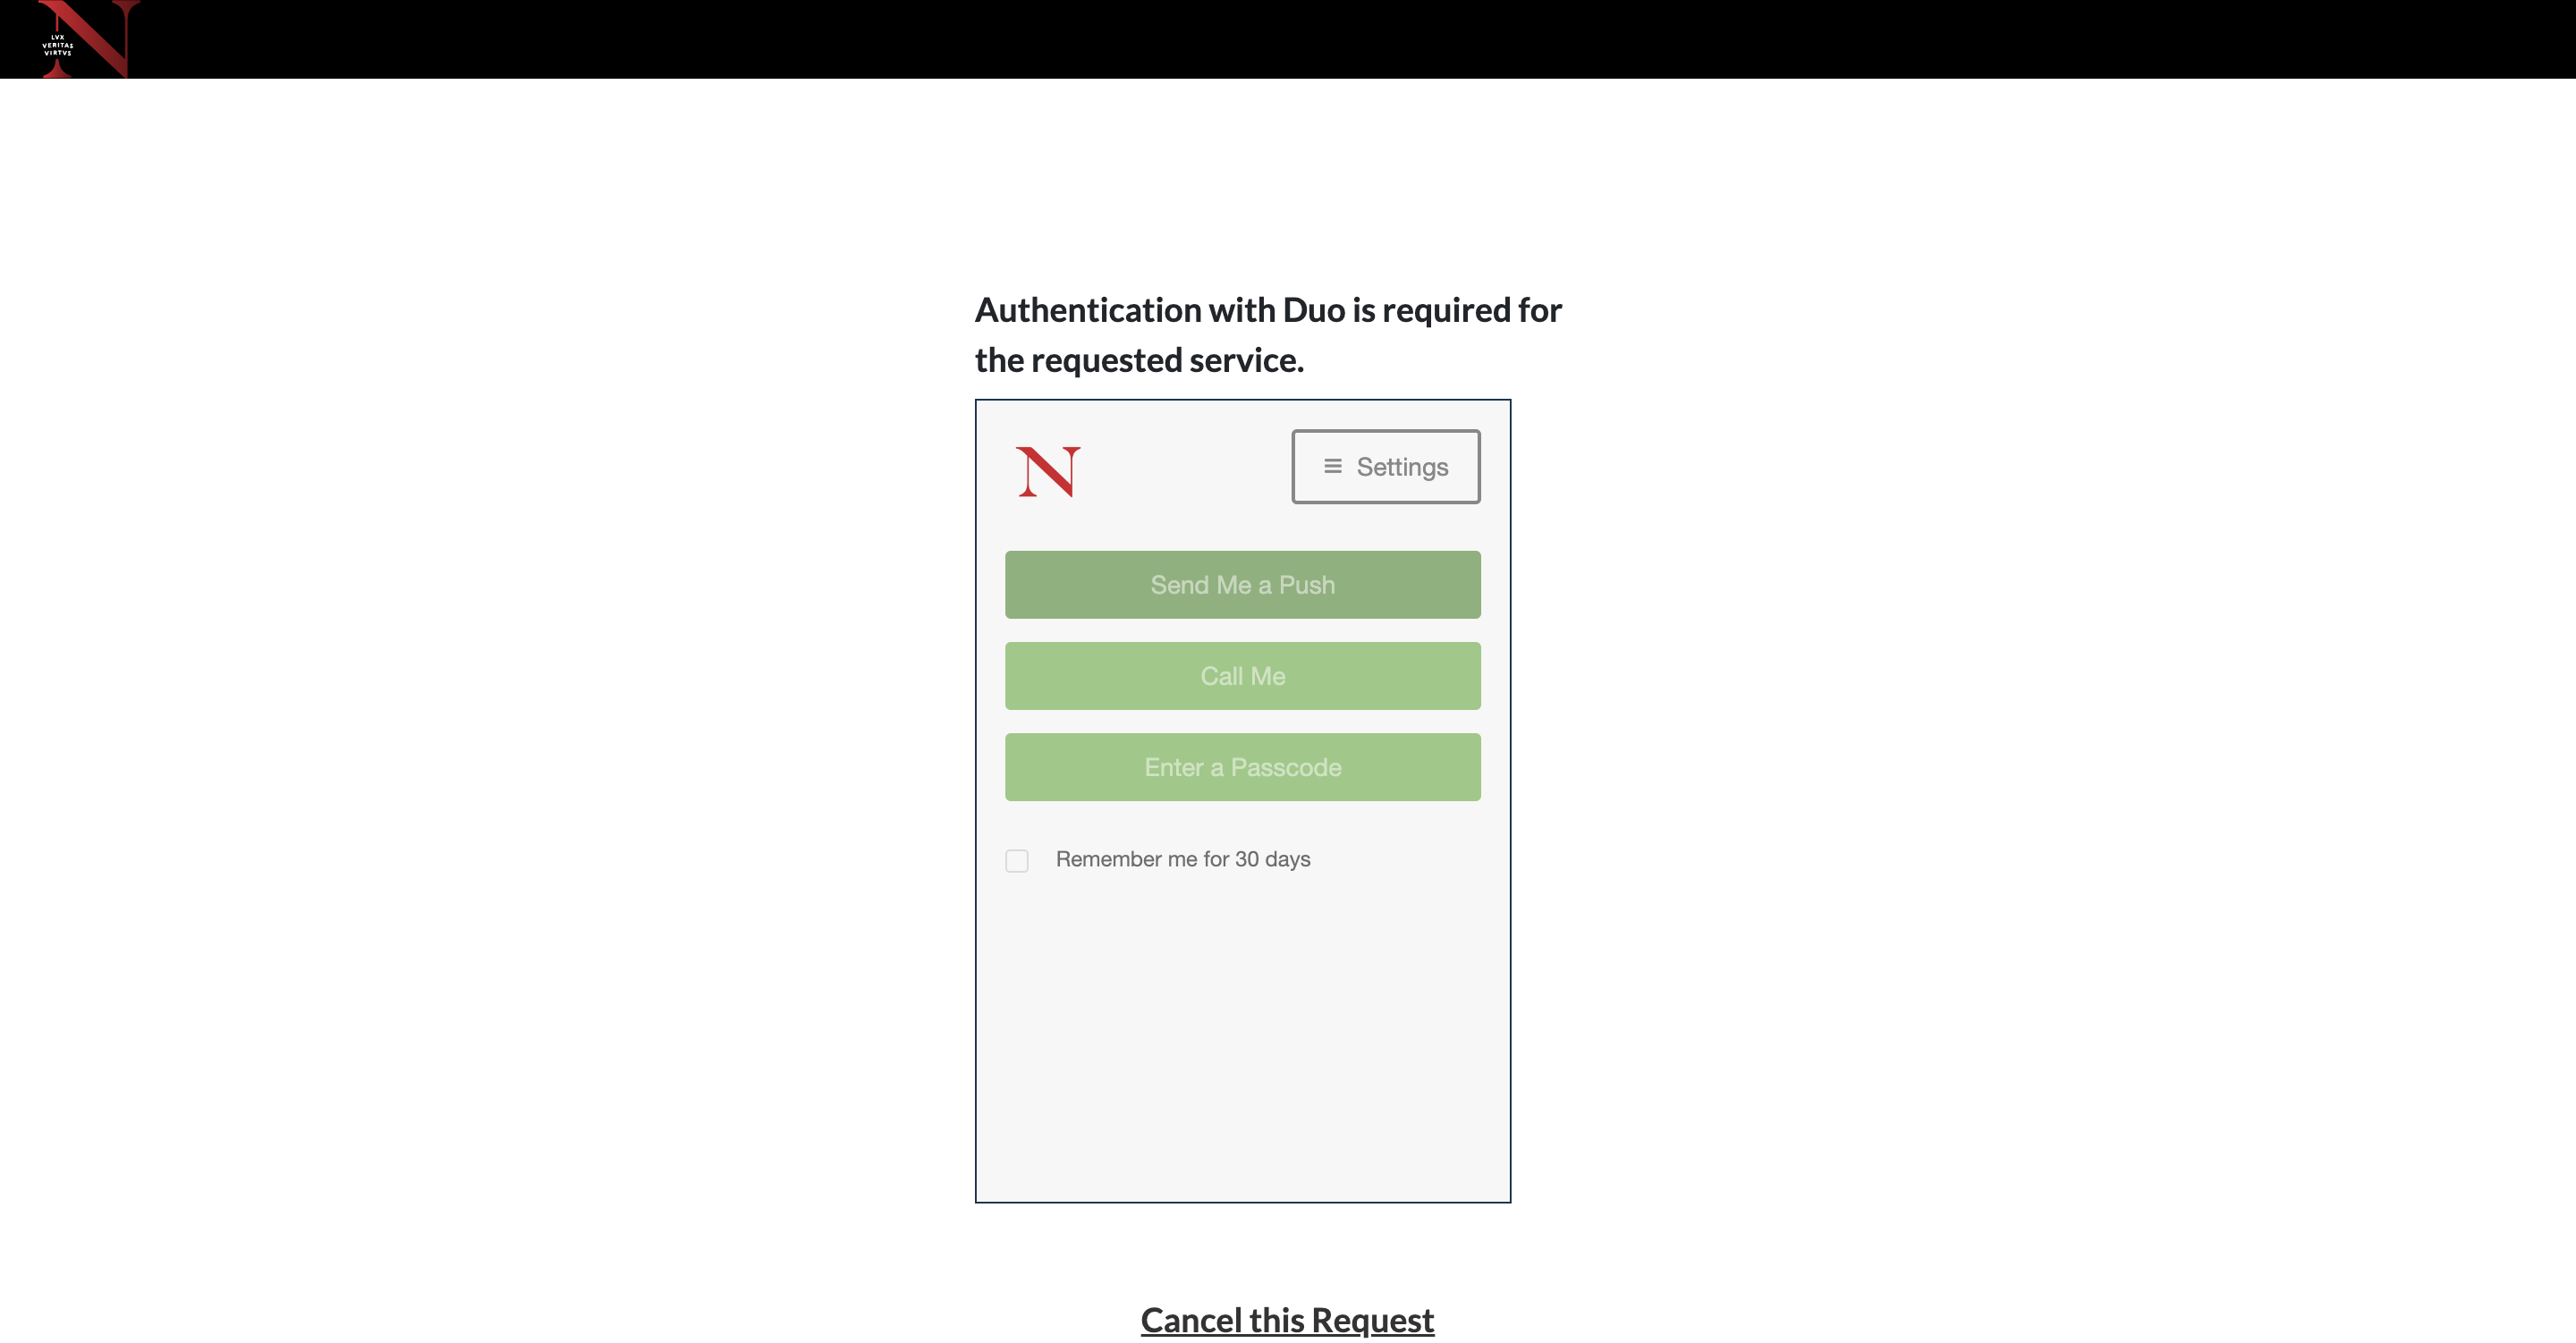 LVX
VERITAS
VIRTVS
N
Authentication with Duo is required for
the requested service.
N
Settings
Send Me a Push
Call Me
Enter a Passcode
Remember me for 30 days
Cancel this Request